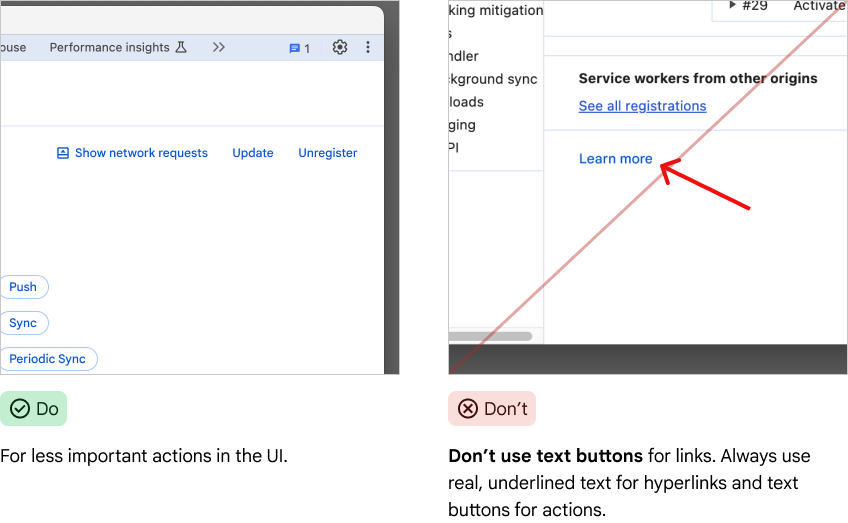 ouse Performance insights 1
Show network requests Update Unregister
Push
Sync
Periodic Sync
Do
For less important actions in the UI.
king mitigation
s
ndler
kground sync
loads
ging
PI
#29 Activate
Service workers from other origins
See all registrations
Learn more
Don’t
Don’t use text buttons for links. Always use
real, underlined text for hyperlinks and text
buttons for actions.